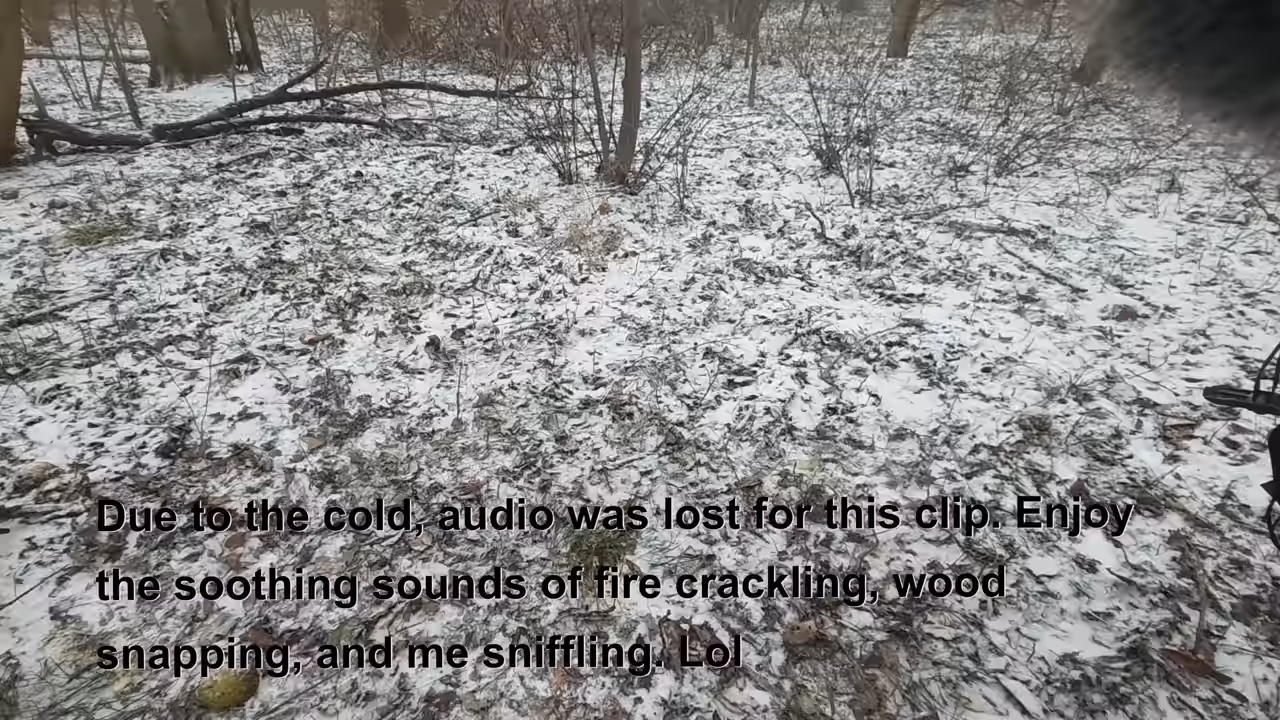 Due to the cold, audio was lost for this clip. Enjoy
the soothing sounds of fire crackling, wood
snapping, and me sniffling. Lol